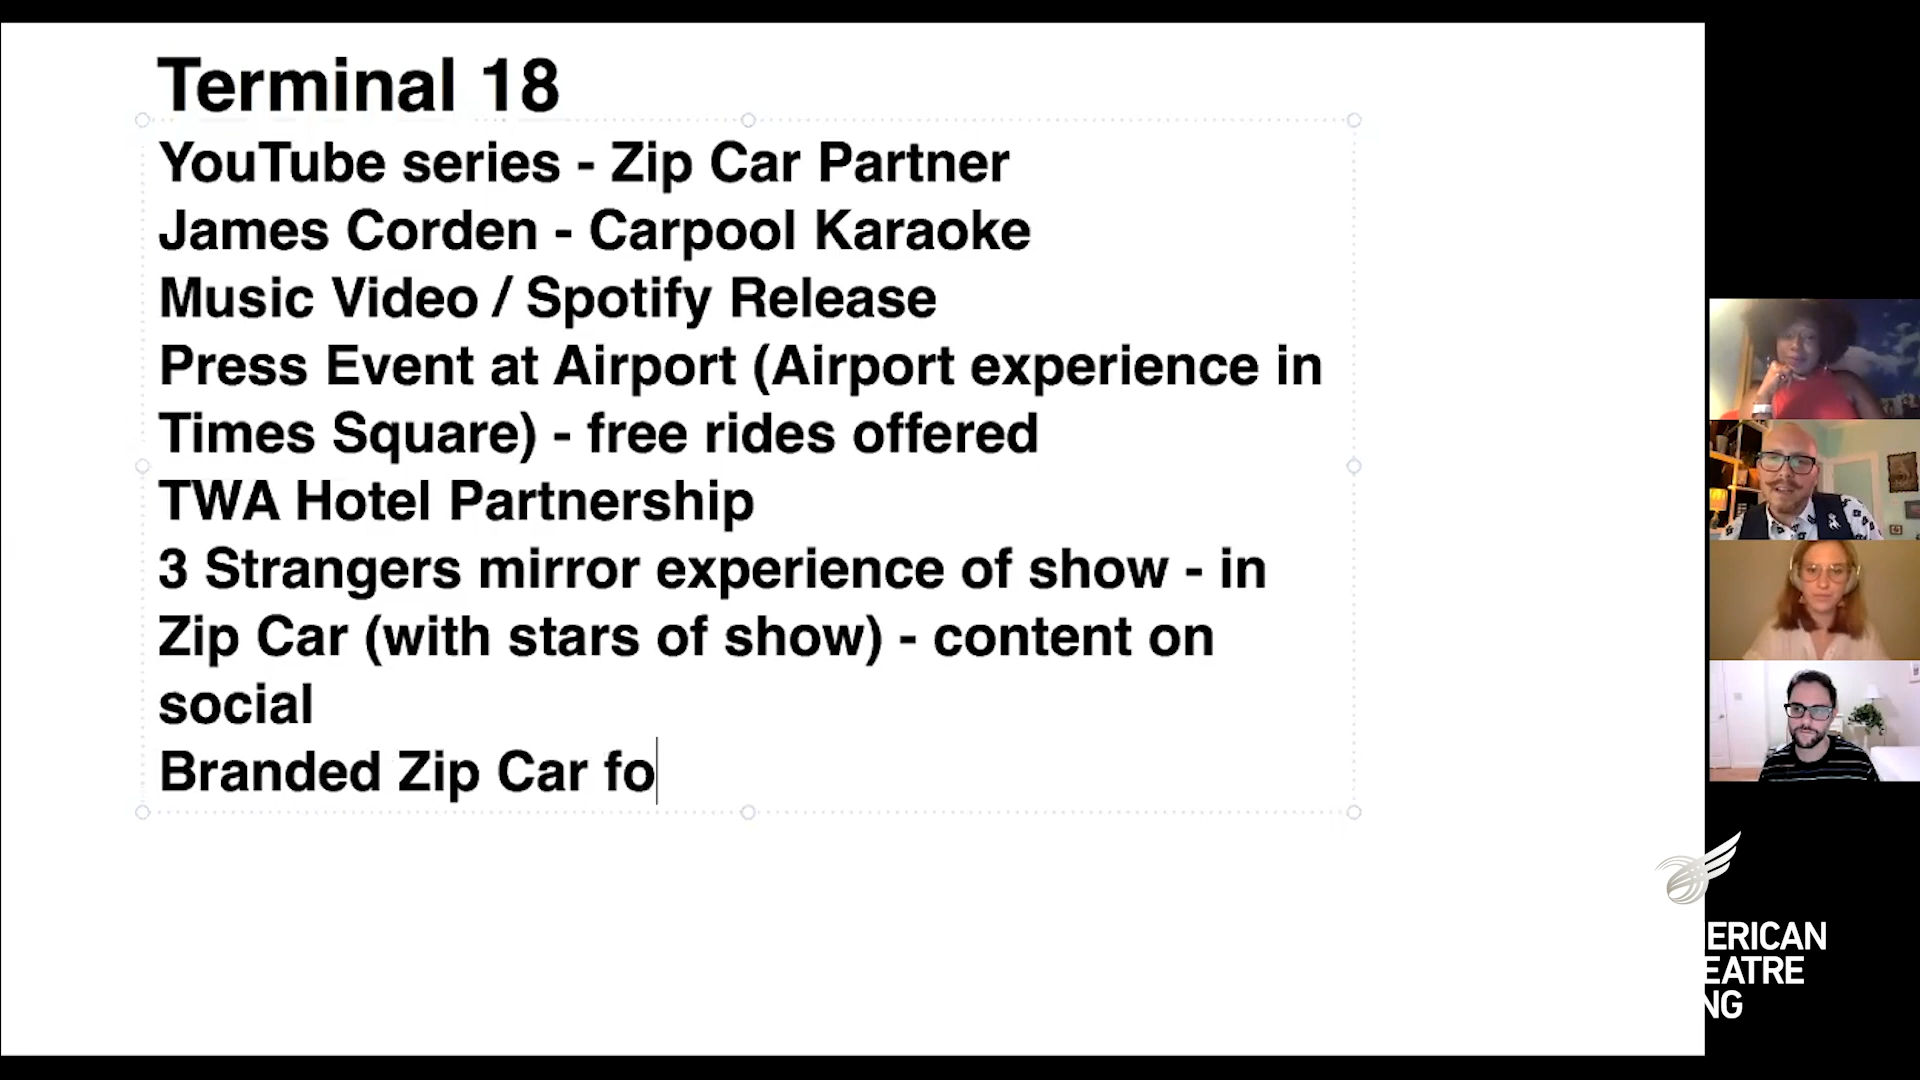 Terminal 18
YouTube series - Zip Car Partner
James Corden - Carpool Karaoke
Music Video / Spotify Release
Press Event at Airport (Airport experience in
Times Square) - free rides offered
TWA Hotel Partnership
3 Strangers mirror experience of show - in
Zip Car (with stars of show) - content on
social
Branded Zip Car fo
ERICAN
EATRE
NG